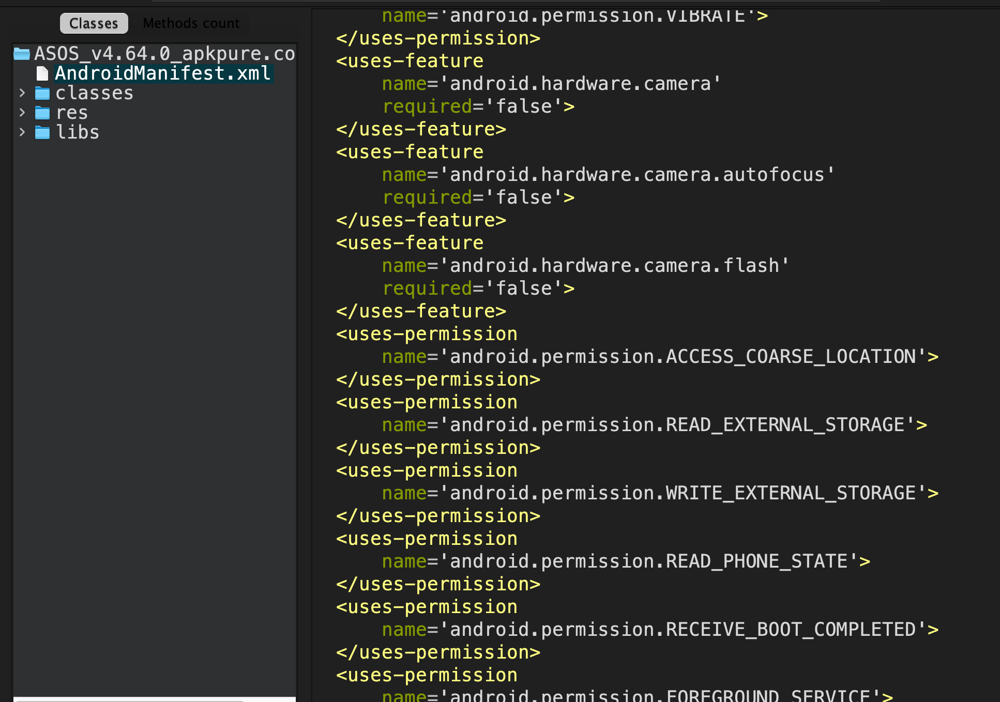 Classes
Methods count
ASOS_v4.64.0_apkpure.co
AndroidManifest.xml
classes
res
libs
name='android.permission.VIBRATE'>
</uses-permission>
<uses-feature
name='android.hardware.camera'
required='false'>
</uses-feature>
<uses-feature
name='android.hardware.camera.autofocus'
required='false'>
</uses-feature>
<uses-feature
name='android.hardware.camera.flash'
required='false'>
</uses-feature>
<uses-permission
name='android.permission.ACCESS_COARSE_LOCATION'>
</uses-permission>
<uses-permission
name='android.permission.READ_EXTERNAL_STORAGE'>
</uses-permission>
<uses-permission
name='android.permission.WRITE_EXTERNAL_STORAGE'>
</uses-permission>
<uses-permission
name='android.permission.READ_PHONE_STATE'>
</uses-permission>
<uses-permission
name='android.permission.RECEIVE_BOOT_COMPLETED'>
</uses-permission>
<uses-permission
name='android.permission.FOREGROUND_SERVICE'>